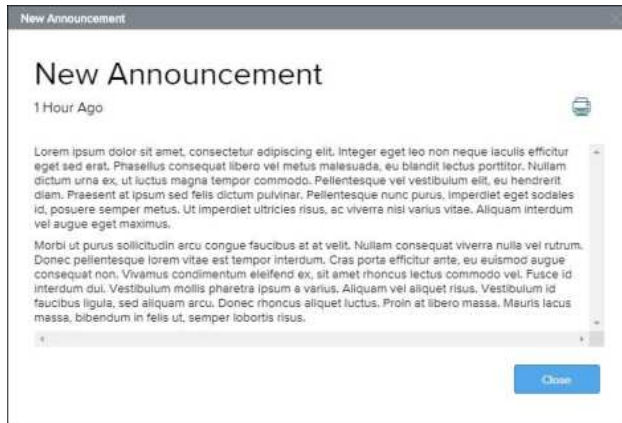 New Announcement
New Announcement
1 Hour Ago
Lorem ipsum dolor sit amet, consectetur adipiscing elit. Integer eget leo non neque iaculis efficitur
eget sed erat. Phasellus consequat libero vel metus malesuada, eu blandit lectus porttitor. Nullam
dictum urna ex, ut luctus magna tempor commodo. Pellentesque vel vestibulum elit, eu hendrerit
diam. Praesent at ipsum sed felis dictum pulvinar. Pellentesque nunc purus, imperdiet eget sodales
id, posuere semper metus. Ut imperdiet ultricies risus, ac viverra nisi varius vitae. Aliquam interdum
vel augue eget maximus.
Morbi ut purus sollicitudin arcu congue faucibus at at velit. Nullam consequat viverra nulla vel rutrum.
Donec pellentesque lorem vitae est tempor interdum. Cras porta efficitur ante, eu euismod augue
consequat non. Vivamus condimentum eleifend ex, sit amet rhoncus lectus commodo vel. Fusce id
interdum dui. Vestibulum mollis pharetra ipsum a varius. Aliquam vel aliquet risus. Vestibulum id
faucibus ligula, sed aliquam arcu. Donec rhoncus aliquet luctus. Proin at libero massa. Mauris lacus
massa, bibendum in felis ut, semper lobortis risus.
Close